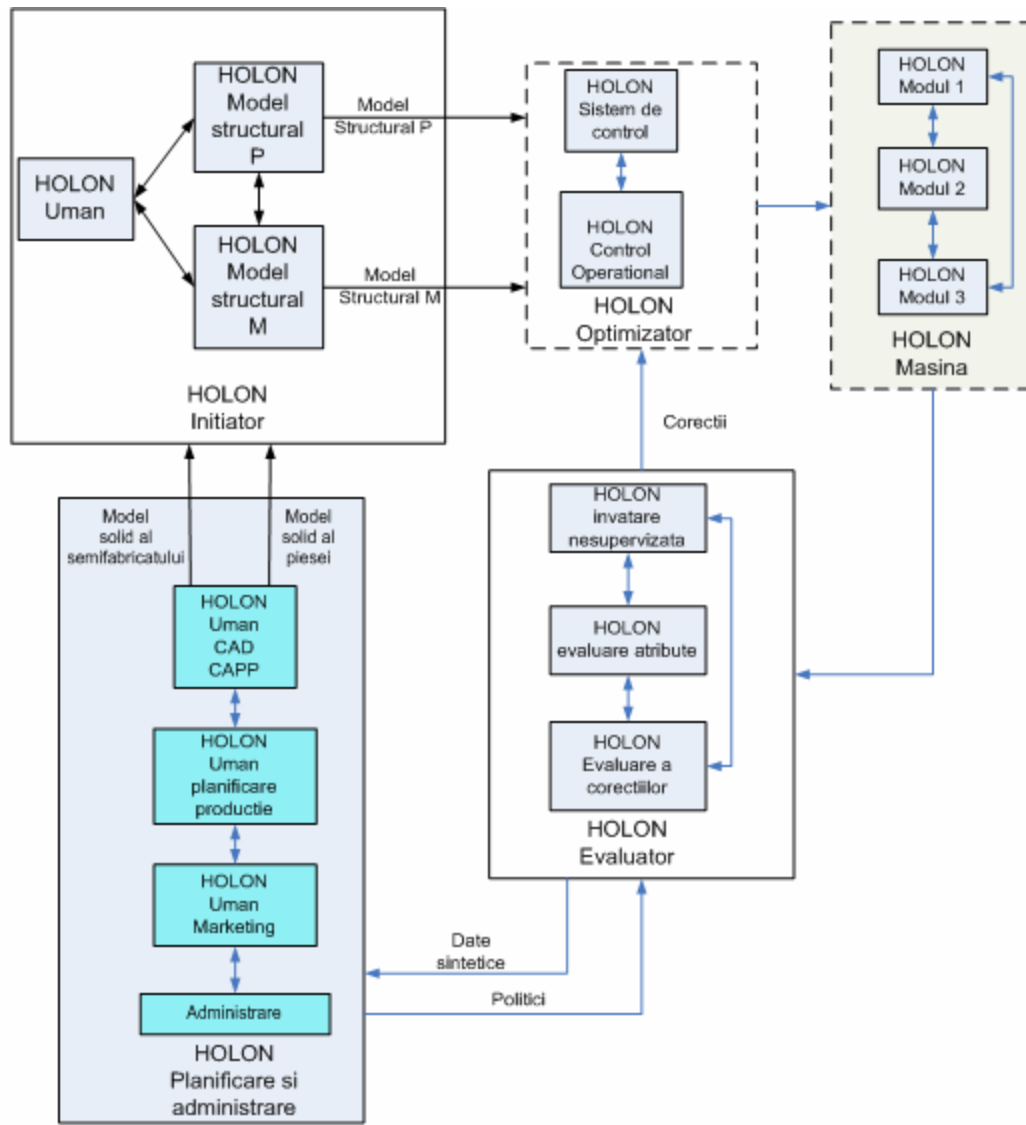 HOLON
Uman
HOLON
Model
structural
P
HOLON
Model
structural
M
HOLON
Initiator
Model
Structural P
Model
Structural M
HOLON
Sistem de
control
HOLON
Control
Operational
HOLON
Optimizator
HOLON
Modul 1
HOLON
Modul 2
HOLON
Modul 3
HOLON
Masina
Corectii
HOLON
invatare
nesupervizata
HOLON
evaluare atribute
HOLON
Evaluare a
corectiilor
HOLON
Evaluator
Model
solid al
semifabricatului
Model
solid al
piesei
HOLON
Uman
CAD
CAPP
HOLON
Uman
planificare
productie
HOLON
Uman
Marketing
Administrare
HOLON
Planificare si
administrare
Date
sintetice
Politici